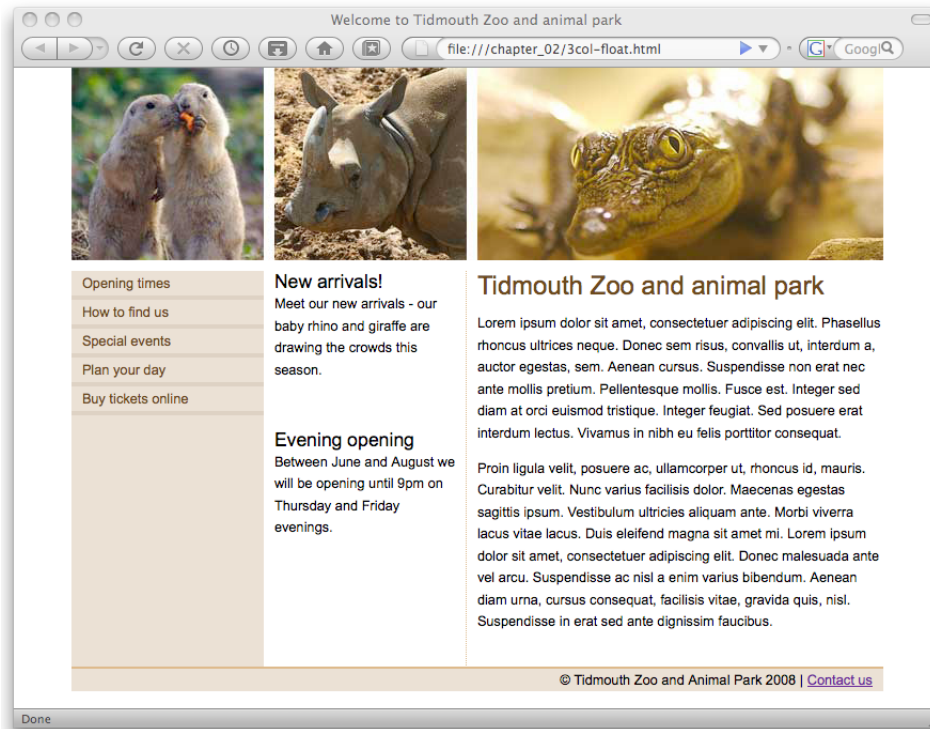 Welcome to Tidmouth Zoo and animal park
file:///chapter_02/3col-float.html
G
Googl
Opening times
How to find us
Special events
Plan your day
Buy tickets online
New arrivals!
Meet our new arrivals - our
baby rhino and giraffe are
drawing the crowds this
season.
Evening opening
Between June and August we
will be opening until 9pm on
Thursday and Friday
evenings.
Tidmouth Zoo and animal park
Lorem ipsum dolor sit amet, consectetuer adipiscing elit. Phasellus
rhoncus ultrices neque. Donec sem risus, convallis ut, interdum a,
auctor egestas, sem. Aenean cursus. Suspendisse non erat nec
ante mollis pretium. Pellentesque mollis. Fusce est. Integer sed
diam at orci euismod tristique. Integer feugiat. Sed posuere erat
interdum lectus. Vivamus in nibh eu felis porttitor consequat.
Proin ligula velit, posuere ac, ullamcorper ut, rhoncus id, mauris.
Curabitur velit. Nunc varius facilisis dolor. Maecenas egestas
sagittis ipsum. Vestibulum ultricies aliquam ante. Morbi viverra
lacus vitae lacus. Duis eleifend magna sit amet mi. Lorem ipsum
dolor sit amet, consectetuer adipiscing elit. Donec malesuada ante
vel arcu. Suspendisse ac nisl a enim varius bibendum. Aenean
diam urna, cursus consequat, facilisis vitae, gravida quis, nisl.
Suspendisse in erat sed ante dignissim faucibus.
© Tidmouth Zoo and Animal Park 2008 | Contact us
Done